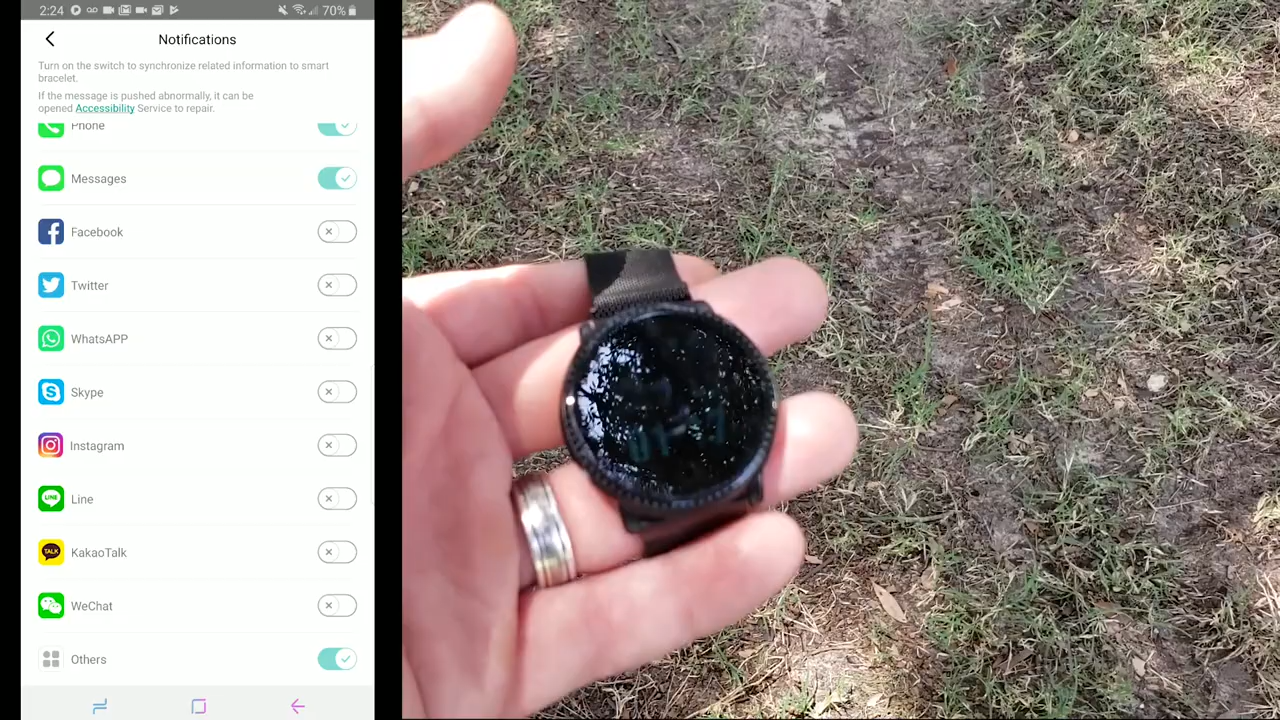 2:24
70%
Notifications
Turn on the switch to synchronize related information to smart
bracelet.
If the message is pushed abnormally, it can be
opened Accessibility Service to repair.
Phone
Messages
Facebook
Twitter
WhatsAPP
Skype
Instagram
LINE
Line
TALK
KakaoTalk
WeChat
Others